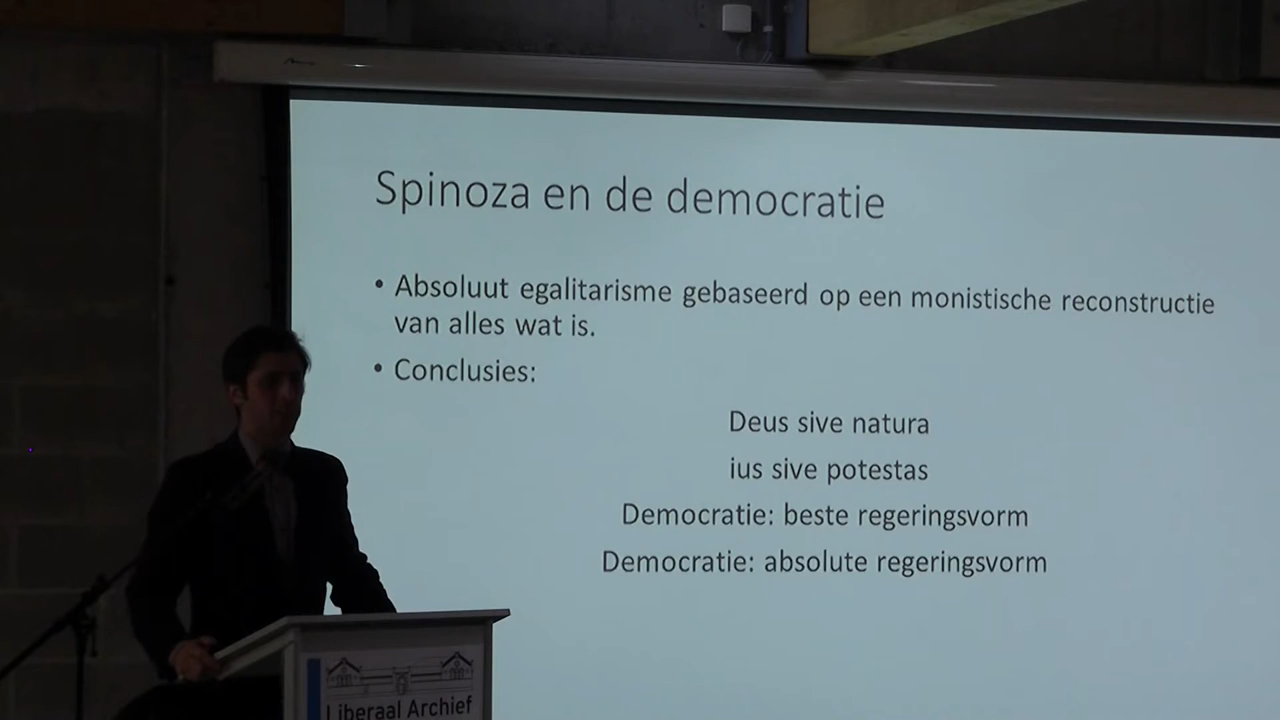 Spinoza en de democratie
• Absoluut egalitarisme gebaseerd op een monistische reconstructie
van alles wat is.
• Conclusies:
Deus sive natura
ius sive potestas
Democratie: beste regeringsvorm
Democratie: absolute regeringsvorm
Liberaal Archief